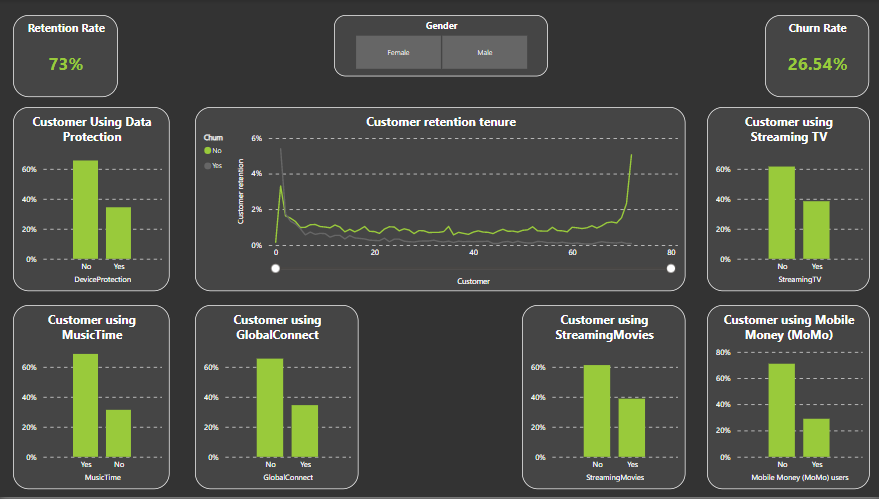 Retention Rate
73%
Gender
Female
Male
Churn Rate
26.54%
Customer Using Data
Protection
60%
40%
20%
0%
No
Yes
DeviceProtection
Customer retention tenure
Churn
No
Yes
Customer retention
6%
4%
2%
0%
0
20
40
60
80
Customer
Customer using
Streaming TV
60%
40%
20%
0%
No
Yes
StreamingTV
Customer using
MusicTime
60%
40%
20%
0%
Yes
No
MusicTime
Customer using
GlobalConnect
60%
40%
20%
0%
No
Yes
GlobalConnect
Customer using
StreamingMovies
60%
40%
20%
0%
No
Yes
StreamingMovies
Customer using Mobile
Money (MoMo)
80%
60%
40%
20%
0%
No
Yes
Mobile Money (MoMo) users